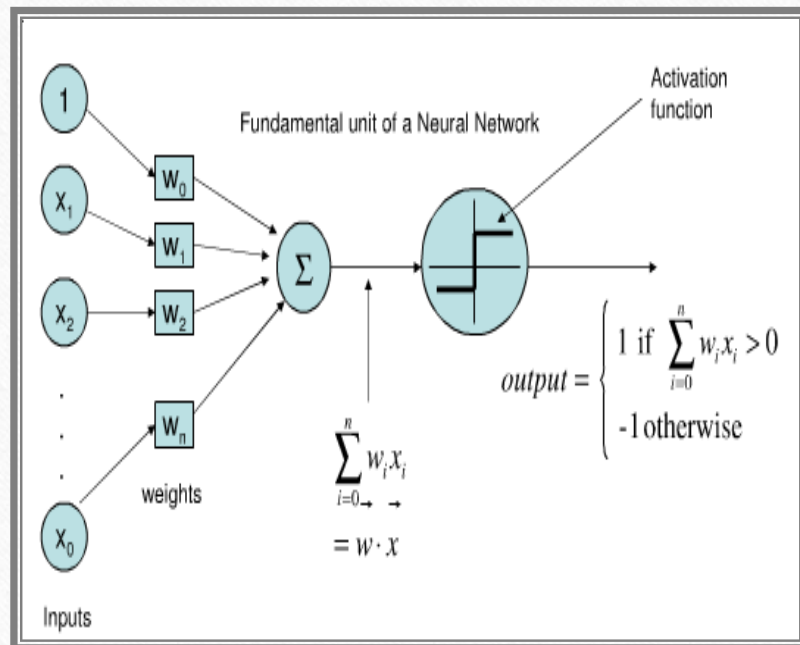 Fundamental unit of a Neural Network
Activation
function
1
x₁
x₂
.
.
.
x₀
Inputs
w₀
w₁
w₂
wₙ
weights
Σ
n
∑ wᵢxᵢ
i=0
= w⃗ · x⃗
output = { 1 if ∑ⁿᵢ₌₀ wᵢxᵢ > 0
-1 otherwise